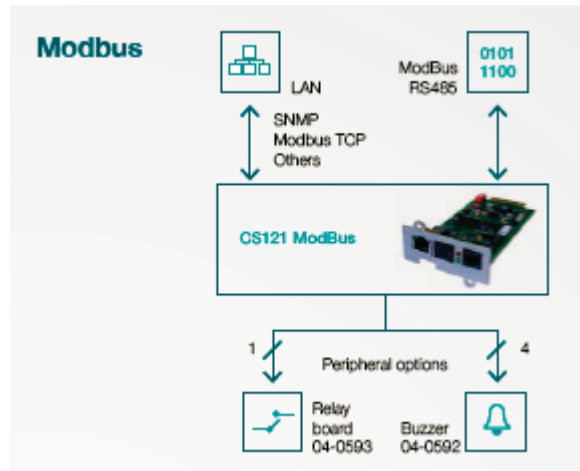 Modbus
LAN
ModBus
RS485
0101
1100
SNMP
Modbus TCP
Others
CS121 ModBus
1
Peripheral options
4
Relay
board
04-0593
Buzzer
04-0592